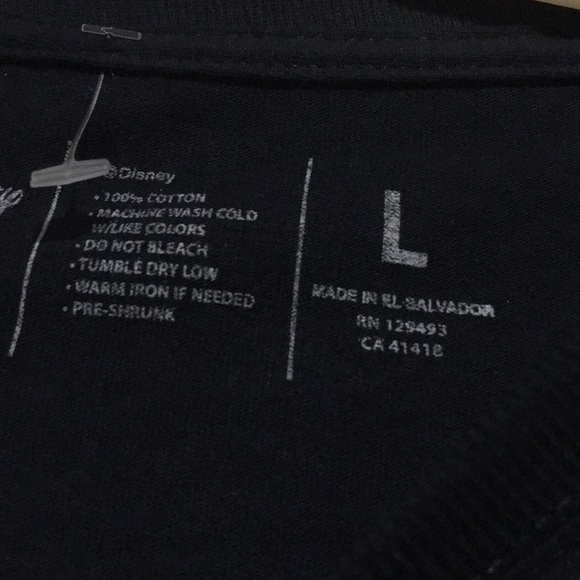 ©Disney
• 100% COTTON
• MACHINE WASH COLD
W/LIKE COLORS
• DO NOT BLEACH
• TUMBLE DRY LOW
• WARM IRON IF NEEDED
• PRE-SHRUNK
L
MADE IN EL-SALVADOR
RN 129493
CA 41418